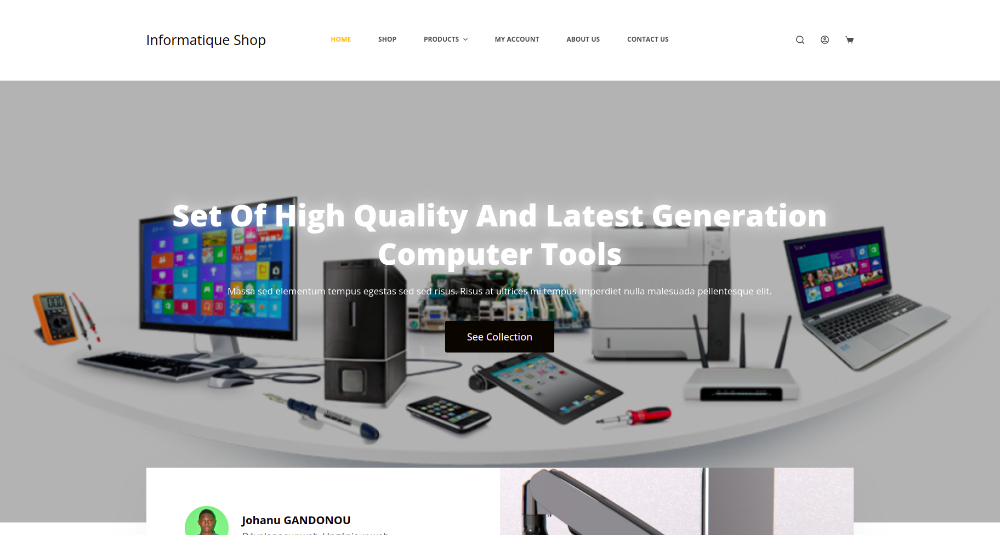 Informatique Shop
HOME
SHOP
PRODUCTS
MY ACCOUNT
ABOUT US
CONTACT US
Set Of High Quality And Latest Generation
Computer Tools
Massa sed elementum tempus egestas sed sed risus. Risus at ultrices mi tempus imperdiet nulla malesuada pellentesque elit.
See Collection
Johanu GANDONOU